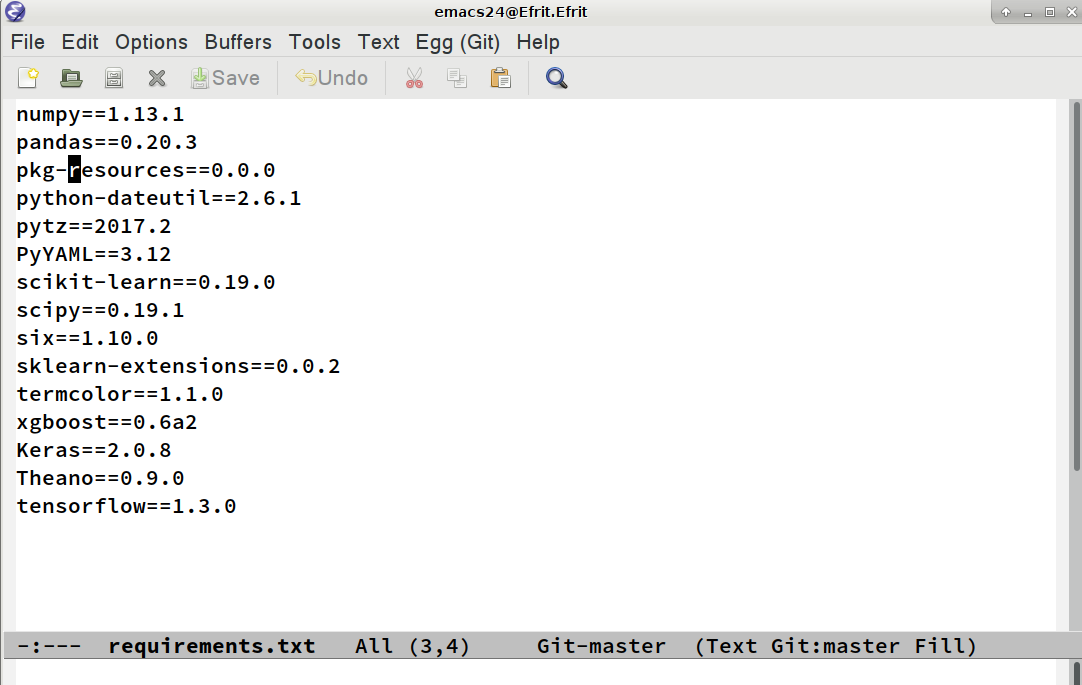 emacs24@Efrit.Efrit
File Edit Options Buffers Tools Text Egg (Git) Help
Save Undo
numpy==1.13.1
pandas==0.20.3
pkg-resources==0.0.0
python-dateutil==2.6.1
pytz==2017.2
PyYAML==3.12
scikit-learn==0.19.0
scipy==0.19.1
six==1.10.0
sklearn-extensions==0.0.2
termcolor==1.1.0
xgboost==0.6a2
Keras==2.0.8
Theano==0.9.0
tensorflow==1.3.0
-:--- requirements.txt All (3,4) Git-master (Text Git:master Fill)